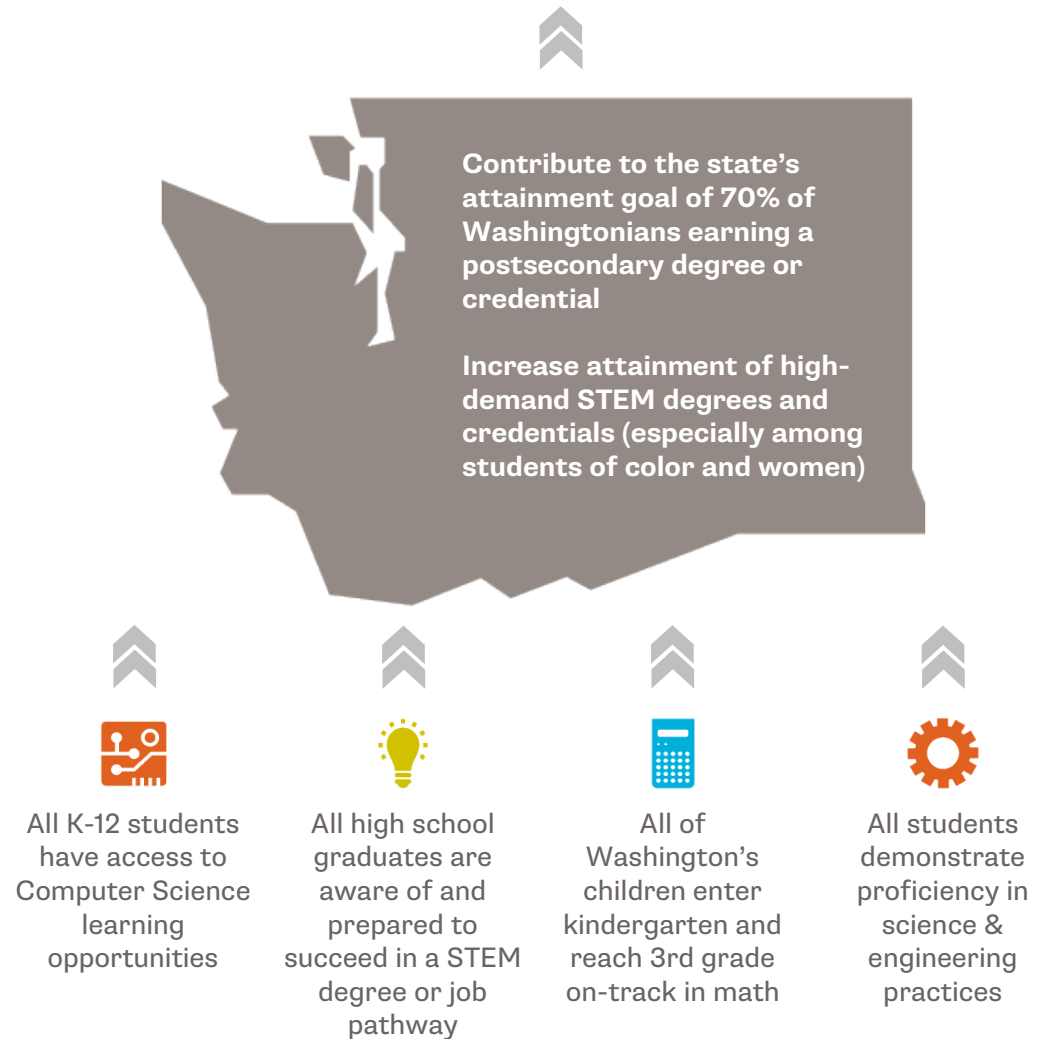 Contribute to the state’s
attainment goal of 70% of
Washingtonians earning a
postsecondary degree or
credential
Increase attainment of high-
demand STEM degrees and
credentials (especially among
students of color and women)
All K-12 students
have access to
Computer Science
learning
opportunities
All high school
graduates are
aware of and
prepared to
succeed in a STEM
degree or job
pathway
All of
Washington’s
children enter
kindergarten and
reach 3rd grade
on-track in math
All students
demonstrate
proficiency in
science &
engineering
practices